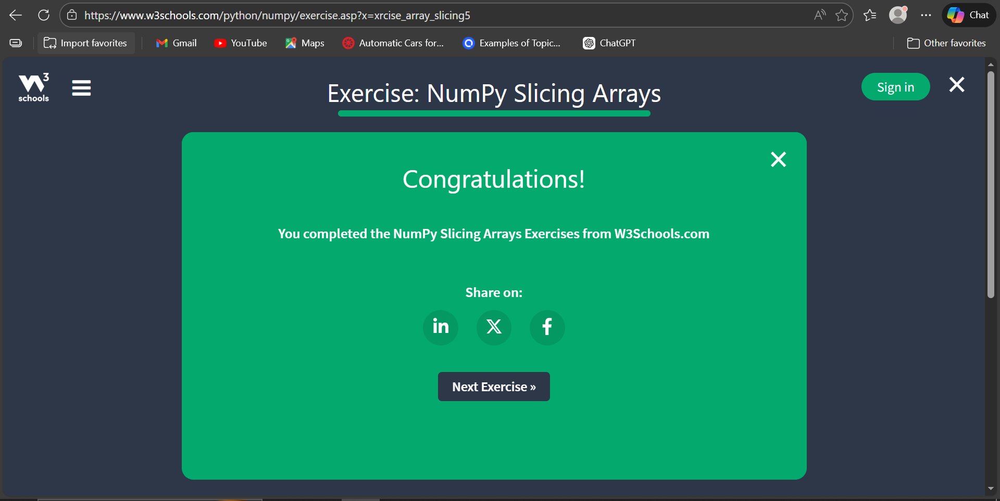 https://www.w3schools.com/python/numpy/exercise.asp?x=xrcise_array_slicing5
Chat
Import favorites
Gmail
YouTube
Maps
Automatic Cars for...
Examples of Topic...
ChatGPT
Other favorites
W3
schools
Exercise: NumPy Slicing Arrays
Sign in
Congratulations!
You completed the NumPy Slicing Arrays Exercises from W3Schools.com
Share on:
Next Exercise »